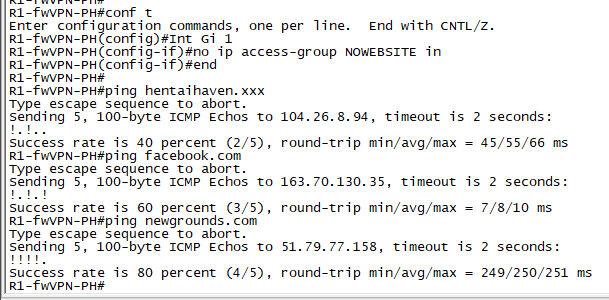 R1-fwVPN-PH#
R1-fwVPN-PH#conf t
Enter configuration commands, one per line.  End with CNTL/Z.
R1-fwVPN-PH(config)#Int Gi 1
R1-fwVPN-PH(config-if)#no ip access-group NOWEBSITE in
R1-fwVPN-PH(config-if)#end
R1-fwVPN-PH#
R1-fwVPN-PH#ping hentaihaven.xxx
Type escape sequence to abort.
Sending 5, 100-byte ICMP Echos to 104.26.8.94, timeout is 2 seconds:
!.!..
Success rate is 40 percent (2/5), round-trip min/avg/max = 45/55/66 ms
R1-fwVPN-PH#ping facebook.com
Type escape sequence to abort.
Sending 5, 100-byte ICMP Echos to 163.70.130.35, timeout is 2 seconds:
!.!.!
Success rate is 60 percent (3/5), round-trip min/avg/max = 7/8/10 ms
R1-fwVPN-PH#ping newgrounds.com
Type escape sequence to abort.
Sending 5, 100-byte ICMP Echos to 51.79.77.158, timeout is 2 seconds:
!!!!.
Success rate is 80 percent (4/5), round-trip min/avg/max = 249/250/251 ms
R1-fwVPN-PH#